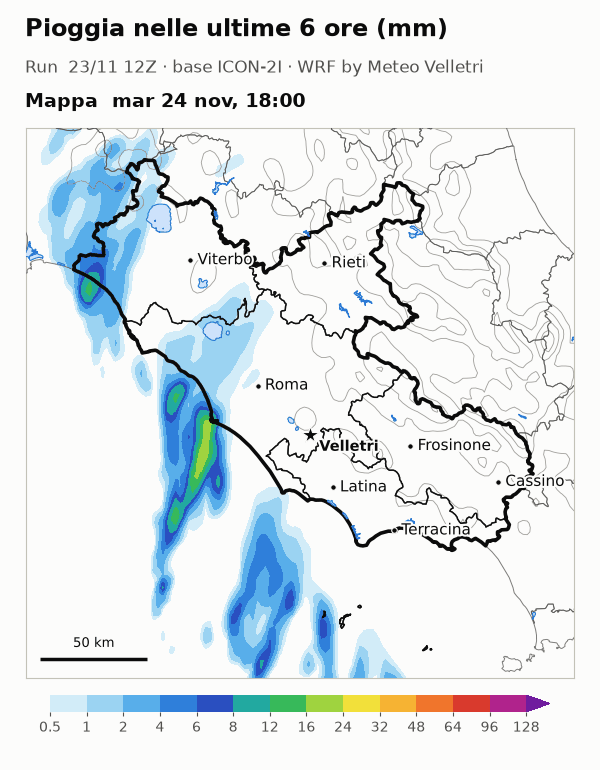 Pioggia nelle ultime 6 ore (mm)
Run  23/11 12Z · base ICON-2I · WRF by Meteo Velletri
Mappa  mar 24 nov, 18:00
Viterbo
Rieti
Roma
Velletri
Frosinone
Cassino
Latina
Terracina
50 km
0.5 1 2 4 6 8 12 16 24 32 48 64 96 128